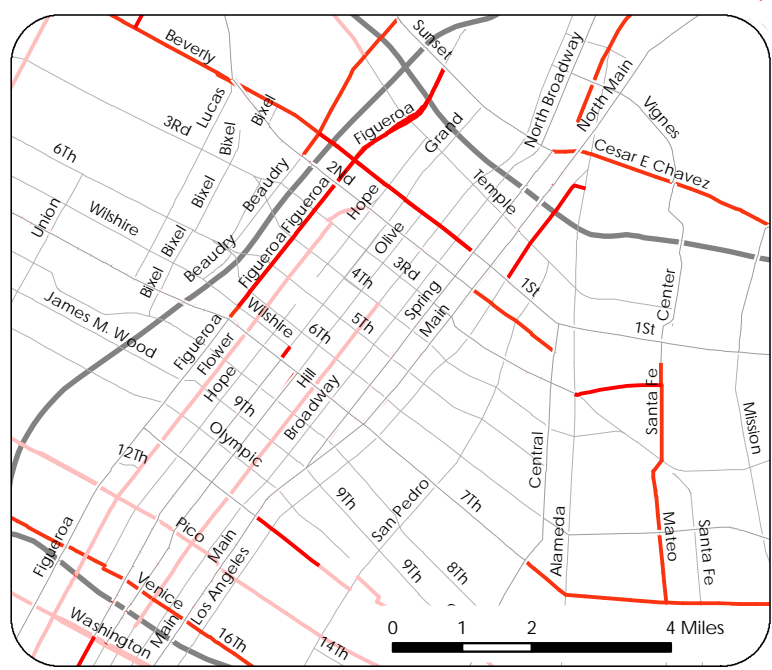 Beverly
Sunset
North Broadway
North Main
Lucas
Bixel
Figueroa
Grand
Vignes
3Rd
Bixel
6Th
Beaudry
2Nd
Cesar E Chavez
Temple
Bixel
Figueroa
Hope
Union
Wilshire
Bixel
Beaudry
Olive
Figueroa
3Rd
4Th
Bixel
1St
Center
Spring
Main
James M. Wood
Wilshire
5Th
6Th
1St
Figueroa
Flower
Hope
Hill
Broadway
9Th
Santa Fe
Mission
Olympic
12Th
Central
9Th
San Pedro
7Th
Pico
Main
Alameda
Mateo
Santa Fe
Figueroa
Los Angeles
Venice
9Th
8Th
Washington
Main
16Th
14Th
0 1 2 4 Miles